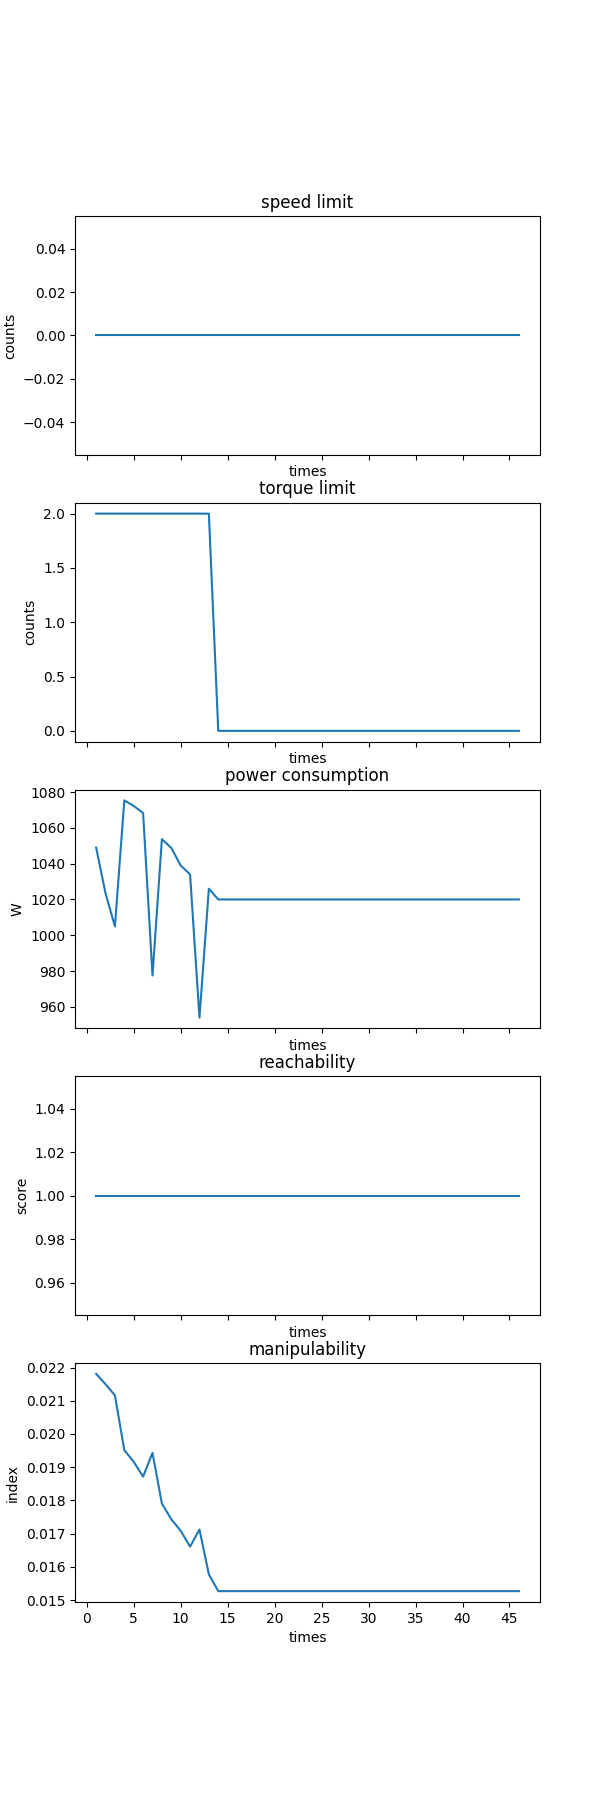 speed limit
0.04
0.02
0.00
−0.02
−0.04
counts
times
torque limit
2.0
1.5
1.0
0.5
0.0
counts
times
power consumption
1080
1060
1040
1020
1000
980
960
W
times
reachability
1.04
1.02
1.00
0.98
0.96
score
times
manipulability
0.022
0.021
0.020
0.019
0.018
0.017
0.016
0.015
index
0 5 10 15 20 25 30 35 40 45
times